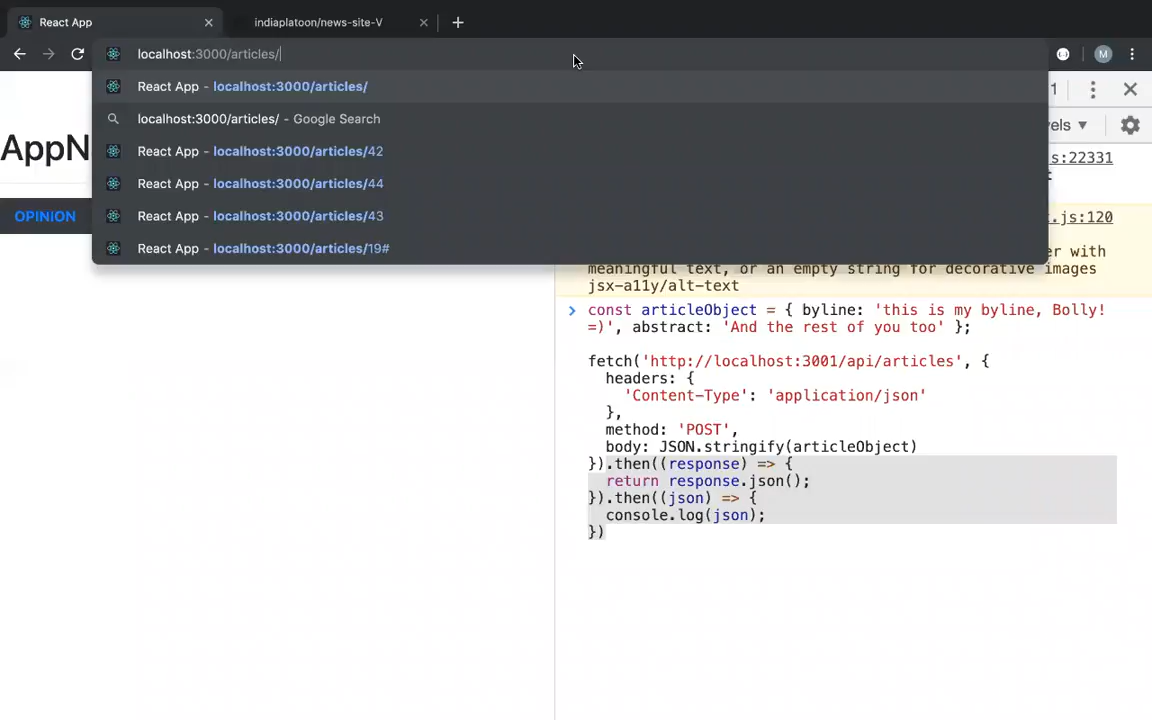 React App
indiaplatoon/news-site-V
localhost:3000/articles/
M
React App - localhost:3000/articles/
localhost:3000/articles/ - Google Search
React App - localhost:3000/articles/42
React App - localhost:3000/articles/44
React App - localhost:3000/articles/43
React App - localhost:3000/articles/19#
AppN
OPINION
1
vels ▼
s:22331
t.js:120
er with
meaningful text, or an empty string for decorative images
jsx-a11y/alt-text
const articleObject = { byline: 'this is my byline, Bolly!
=)', abstract: 'And the rest of you too' };
fetch('http://localhost:3001/api/articles', {
headers: {
'Content-Type': 'application/json'
},
method: 'POST',
body: JSON.stringify(articleObject)
}).then((response) => {
return response.json();
}).then((json) => {
console.log(json);
})